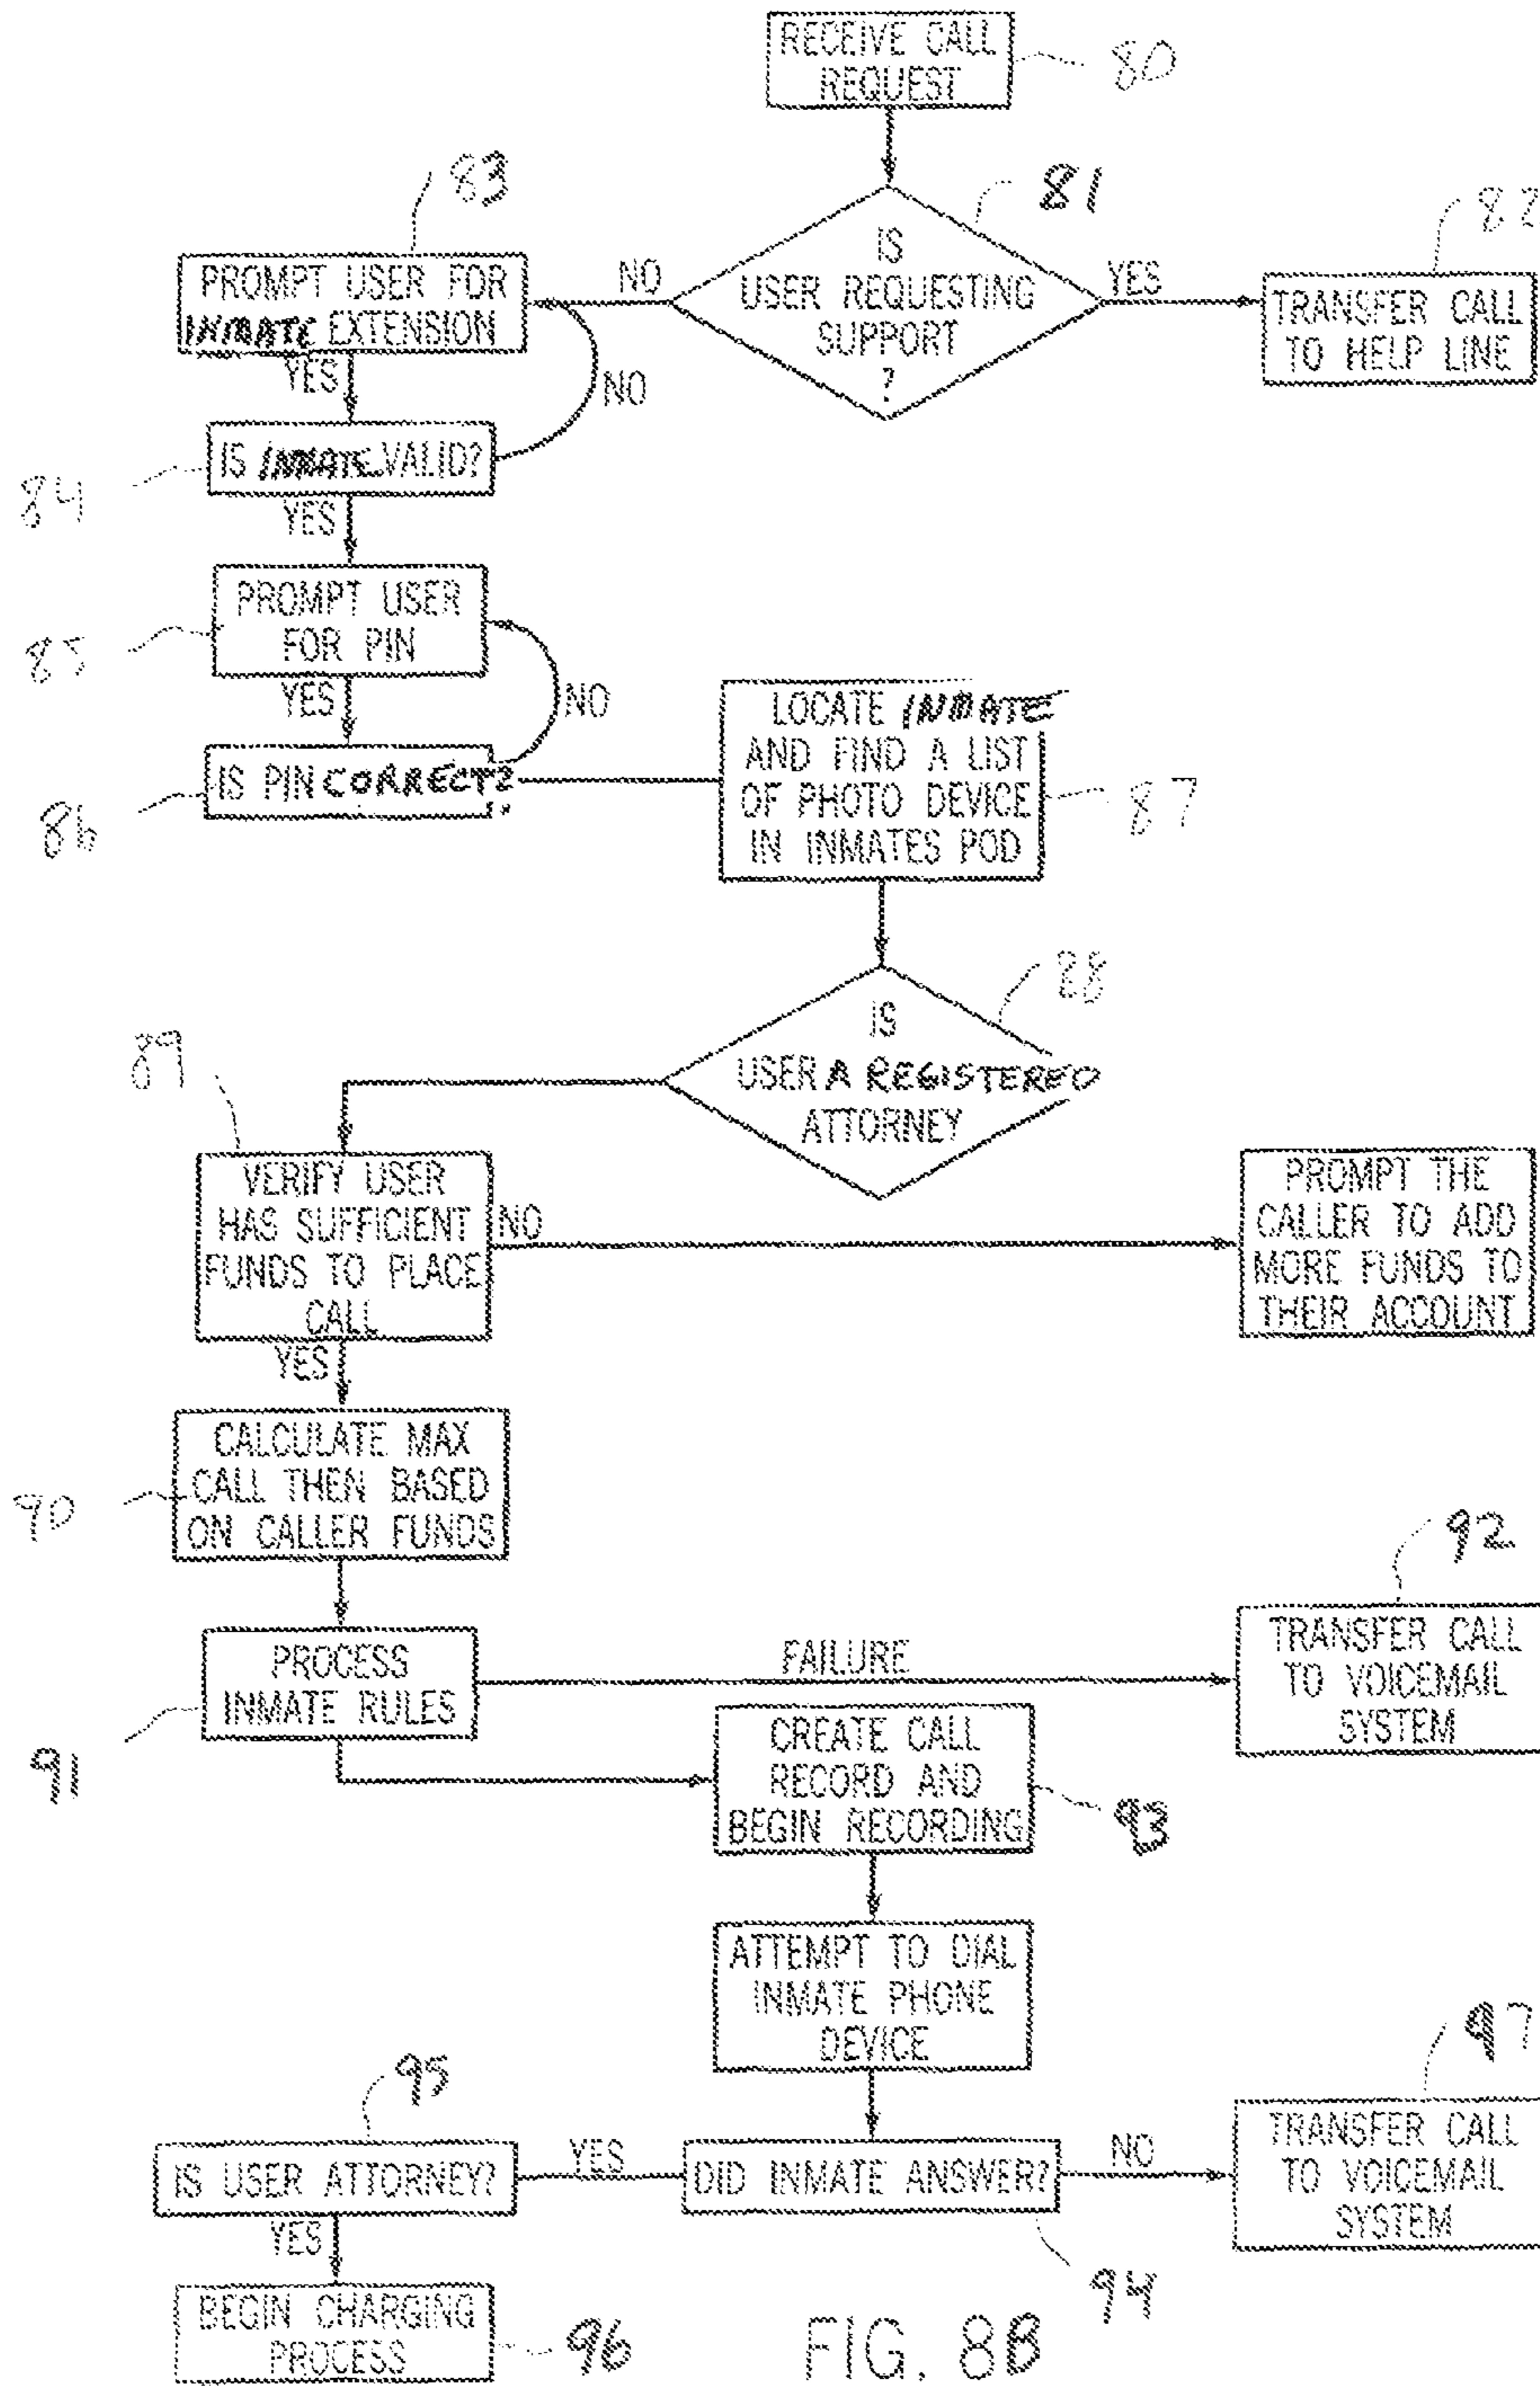 RECEIVE CALL
REQUEST
80
81
IS
USER REQUESTING
SUPPORT
?
YES
82
TRANSFER CALL
TO HELP LINE
NO
83
PROMPT USER FOR
INMATE EXTENSION
YES
NO
84
IS INMATE VALID?
YES
85
PROMPT USER
FOR PIN
YES
NO
86
IS PIN CORRECT?
LOCATE INMATE
AND FIND A LIST
OF PHOTO DEVICE
IN INMATES POD
87
88
IS
USER A REGISTERED
ATTORNEY
89
VERIFY USER
HAS SUFFICIENT
FUNDS TO PLACE
CALL
NO
PROMPT THE
CALLER TO ADD
MORE FUNDS TO
THEIR ACCOUNT
YES
90
CALCULATE MAX
CALL THEN BASED
ON CALLER FUNDS
91
PROCESS
INMATE RULES
FAILURE
92
TRANSFER CALL
TO VOICEMAIL
SYSTEM
CREATE CALL
RECORD AND
BEGIN RECORDING
93
ATTEMPT TO DIAL
INMATE PHONE
DEVICE
95
IS USER ATTORNEY?
YES
DID INMATE ANSWER?
94
NO
97
TRANSFER CALL
TO VOICEMAIL
SYSTEM
YES
BEGIN CHARGING
PROCESS
96
FIG. 8B